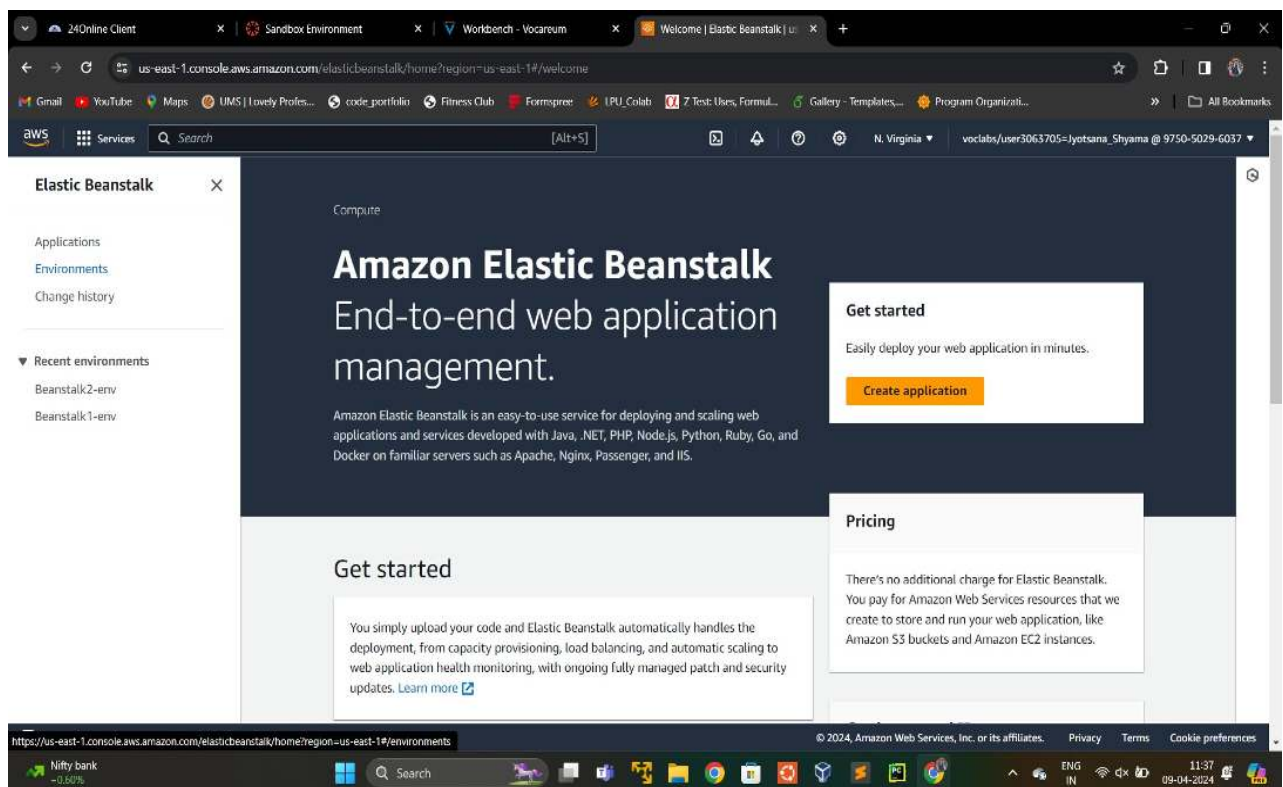 24Online Client
Sandbox Environment
Workbench - Vocareum
Welcome | Elastic Beanstalk | us
us-east-1.console.aws.amazon.com/elasticbeanstalk/home?region=us-east-1#/welcome
Gmail YouTube Maps UMS | Lovely Profes... code_portfolio Fitness Club Formspree LPU_Colab Z Test: Uses, Formul... Gallery - Templates,... Program Organizati... » All Bookmarks
aws Services Search [Alt+S] N. Virginia ▼ voclabs/user3063705=Jyotsana_Shyama @ 9750-5029-6037 ▼
Elastic Beanstalk
Applications
Environments
Change history
▼ Recent environments
Beanstalk2-env
Beanstalk1-env
Compute
Amazon Elastic Beanstalk
End-to-end web application
management.
Amazon Elastic Beanstalk is an easy-to-use service for deploying and scaling web
applications and services developed with Java, .NET, PHP, Node.js, Python, Ruby, Go, and
Docker on familiar servers such as Apache, Nginx, Passenger, and IIS.
Get started
Easily deploy your web application in minutes.
Create application
Pricing
There's no additional charge for Elastic Beanstalk.
You pay for Amazon Web Services resources that we
create to store and run your web application, like
Amazon S3 buckets and Amazon EC2 instances.
Get started
You simply upload your code and Elastic Beanstalk automatically handles the
deployment, from capacity provisioning, load balancing, and automatic scaling to
web application health monitoring, with ongoing fully managed patch and security
updates. Learn more
https://us-east-1.console.aws.amazon.com/elasticbeanstalk/home?region=us-east-1#/environments
© 2024, Amazon Web Services, Inc. or its affiliates. Privacy Terms Cookie preferences
Nifty bank
-0.60%
Search
ENG
IN
11:37
09-04-2024